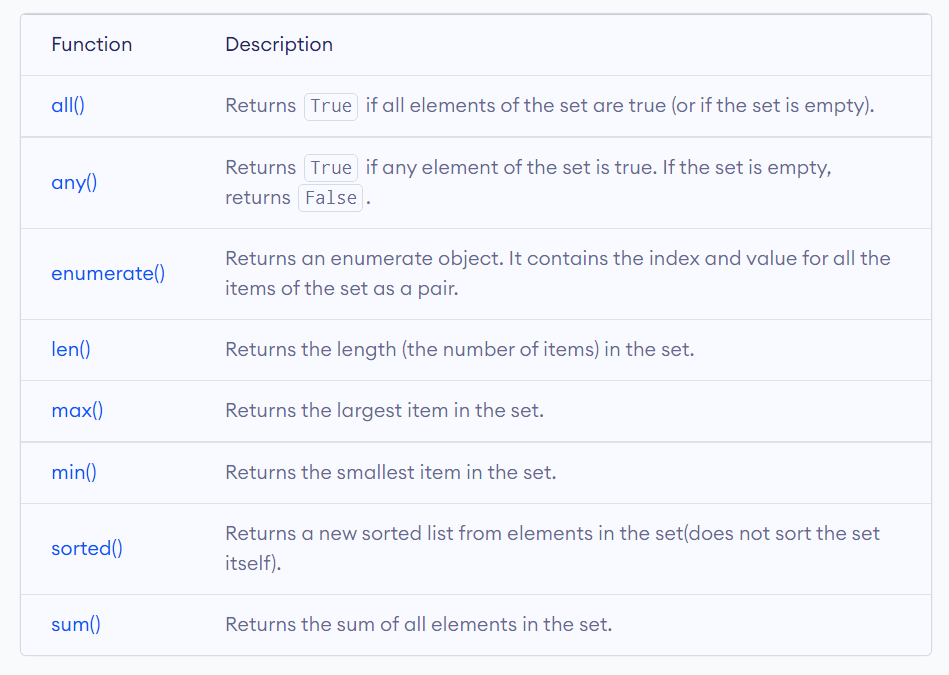 Function Description
all() Returns True if all elements of the set are true (or if the set is empty).
any() Returns True if any element of the set is true. If the set is empty,
returns False.
enumerate() Returns an enumerate object. It contains the index and value for all the
items of the set as a pair.
len() Returns the length (the number of items) in the set.
max() Returns the largest item in the set.
min() Returns the smallest item in the set.
sorted() Returns a new sorted list from elements in the set(does not sort the set
itself).
sum() Returns the sum of all elements in the set.